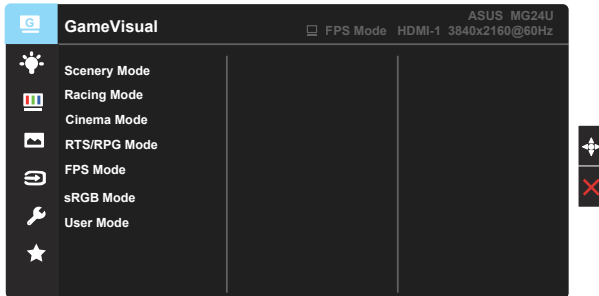 G
GameVisual
ASUS MG24U
FPS Mode HDMI-1 3840x2160@60Hz
Scenery Mode
Racing Mode
Cinema Mode
RTS/RPG Mode
FPS Mode
sRGB Mode
User Mode